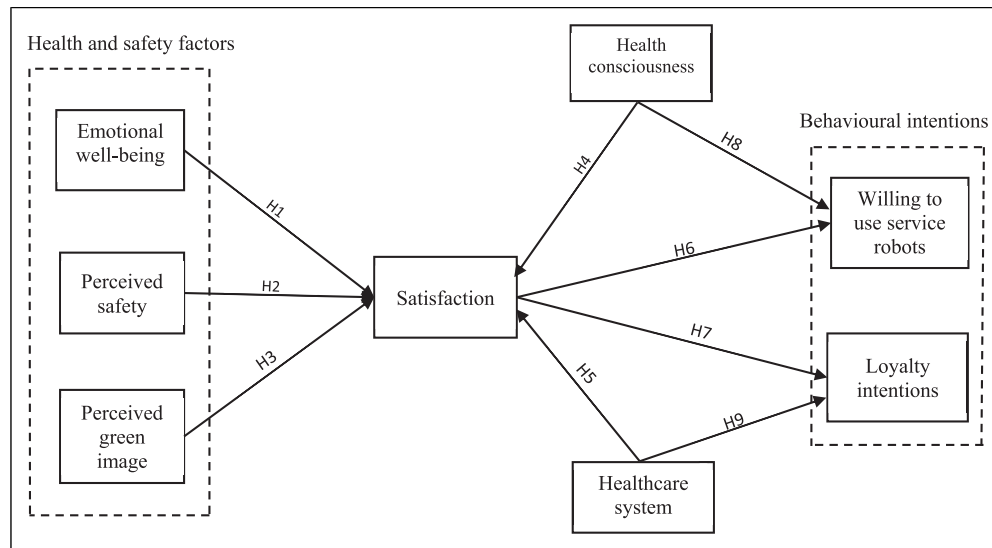 Health and safety factors
Emotional
well-being
Perceived
safety
Perceived
green
image
H1
H2
H3
Satisfaction
Health
consciousness
H4
H8
H6
H7
H5
H9
Healthcare
system
Behavioural intentions
Willing to
use service
robots
Loyalty
intentions